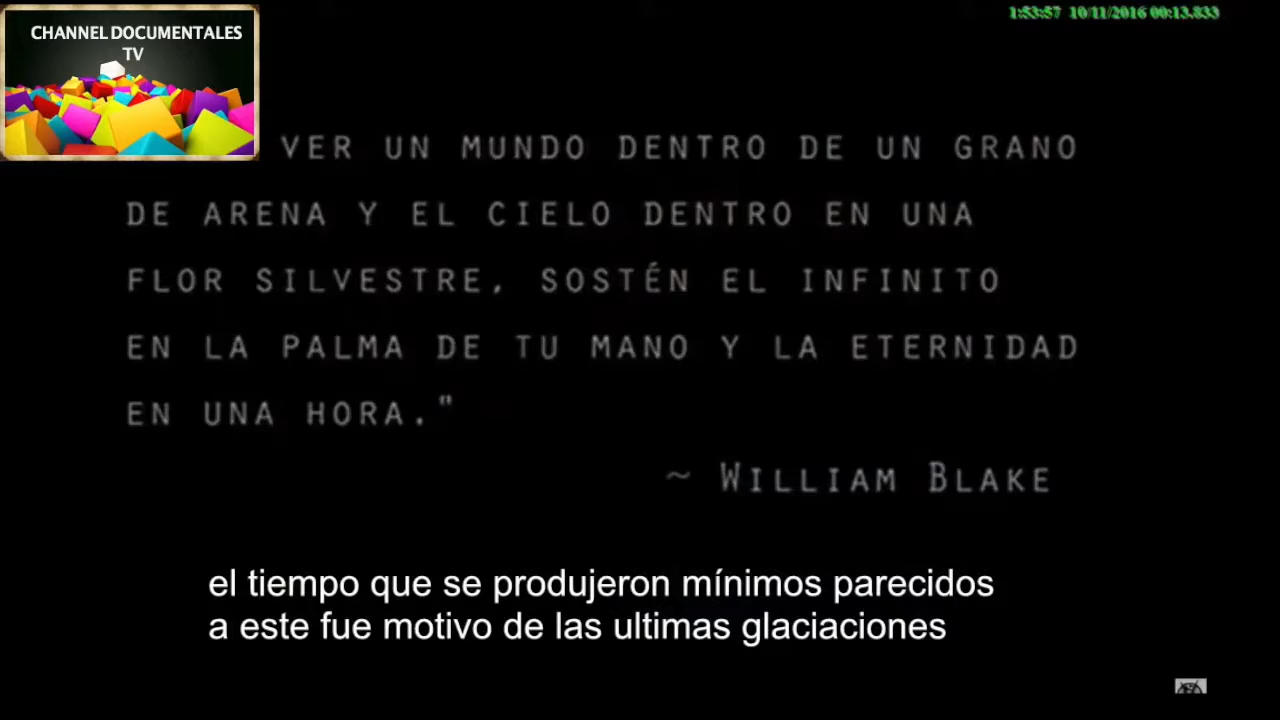 CHANNEL DOCUMENTALES
TV
1:53:57 10/11/2016 00:13.833
VER UN MUNDO DENTRO DE UN GRANO
DE ARENA Y EL CIELO DENTRO EN UNA
FLOR SILVESTRE, SOSTÉN EL INFINITO
EN LA PALMA DE TU MANO Y LA ETERNIDAD
EN UNA HORA."
~ WILLIAM BLAKE
el tiempo que se produjeron mínimos parecidos
a este fue motivo de las ultimas glaciaciones